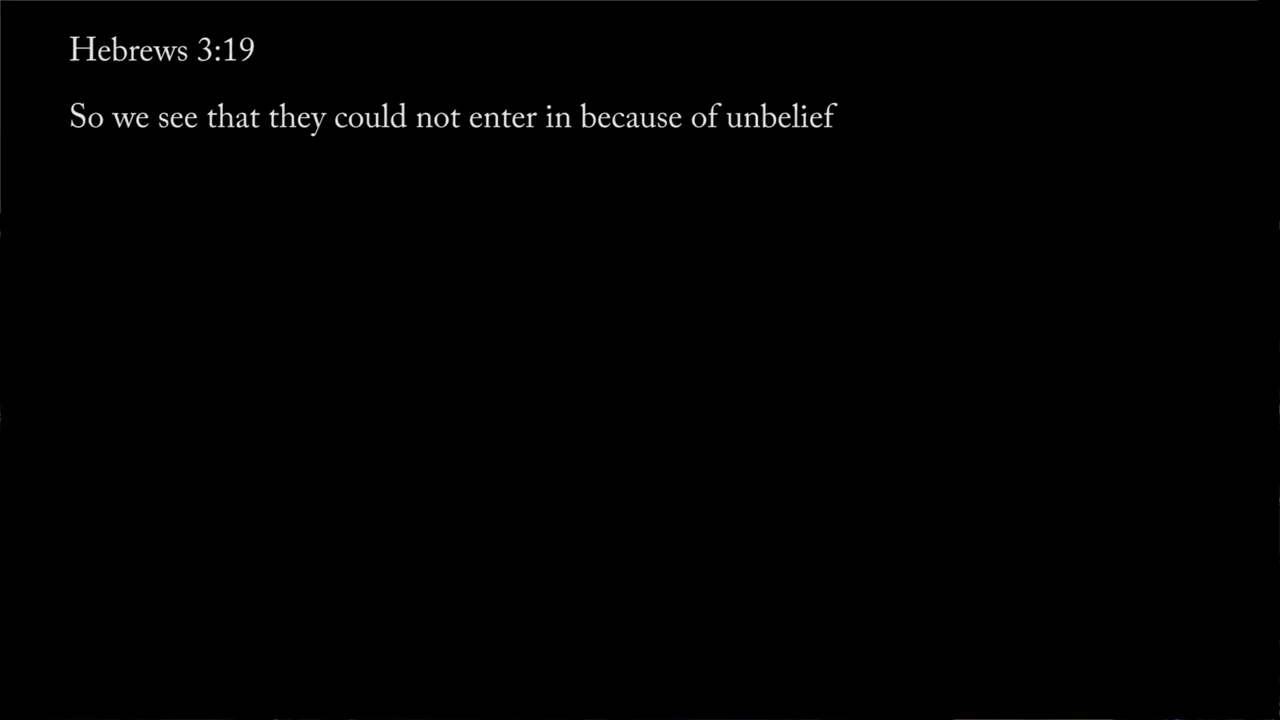 Hebrews 3:19
So we see that they could not enter in because of unbelief